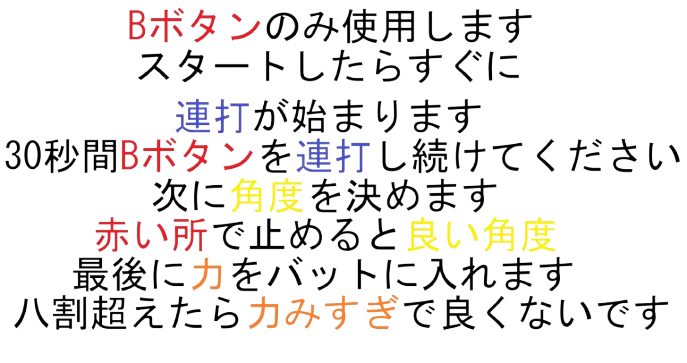 Bボタンのみ使用します
スタートしたらすぐに
連打が始まります
30秒間Bボタンを連打し続けてください
次に角度を決めます
赤い所で止めると良い角度
最後に力をバットに入れます
八割超えたら力みすぎで良くないです